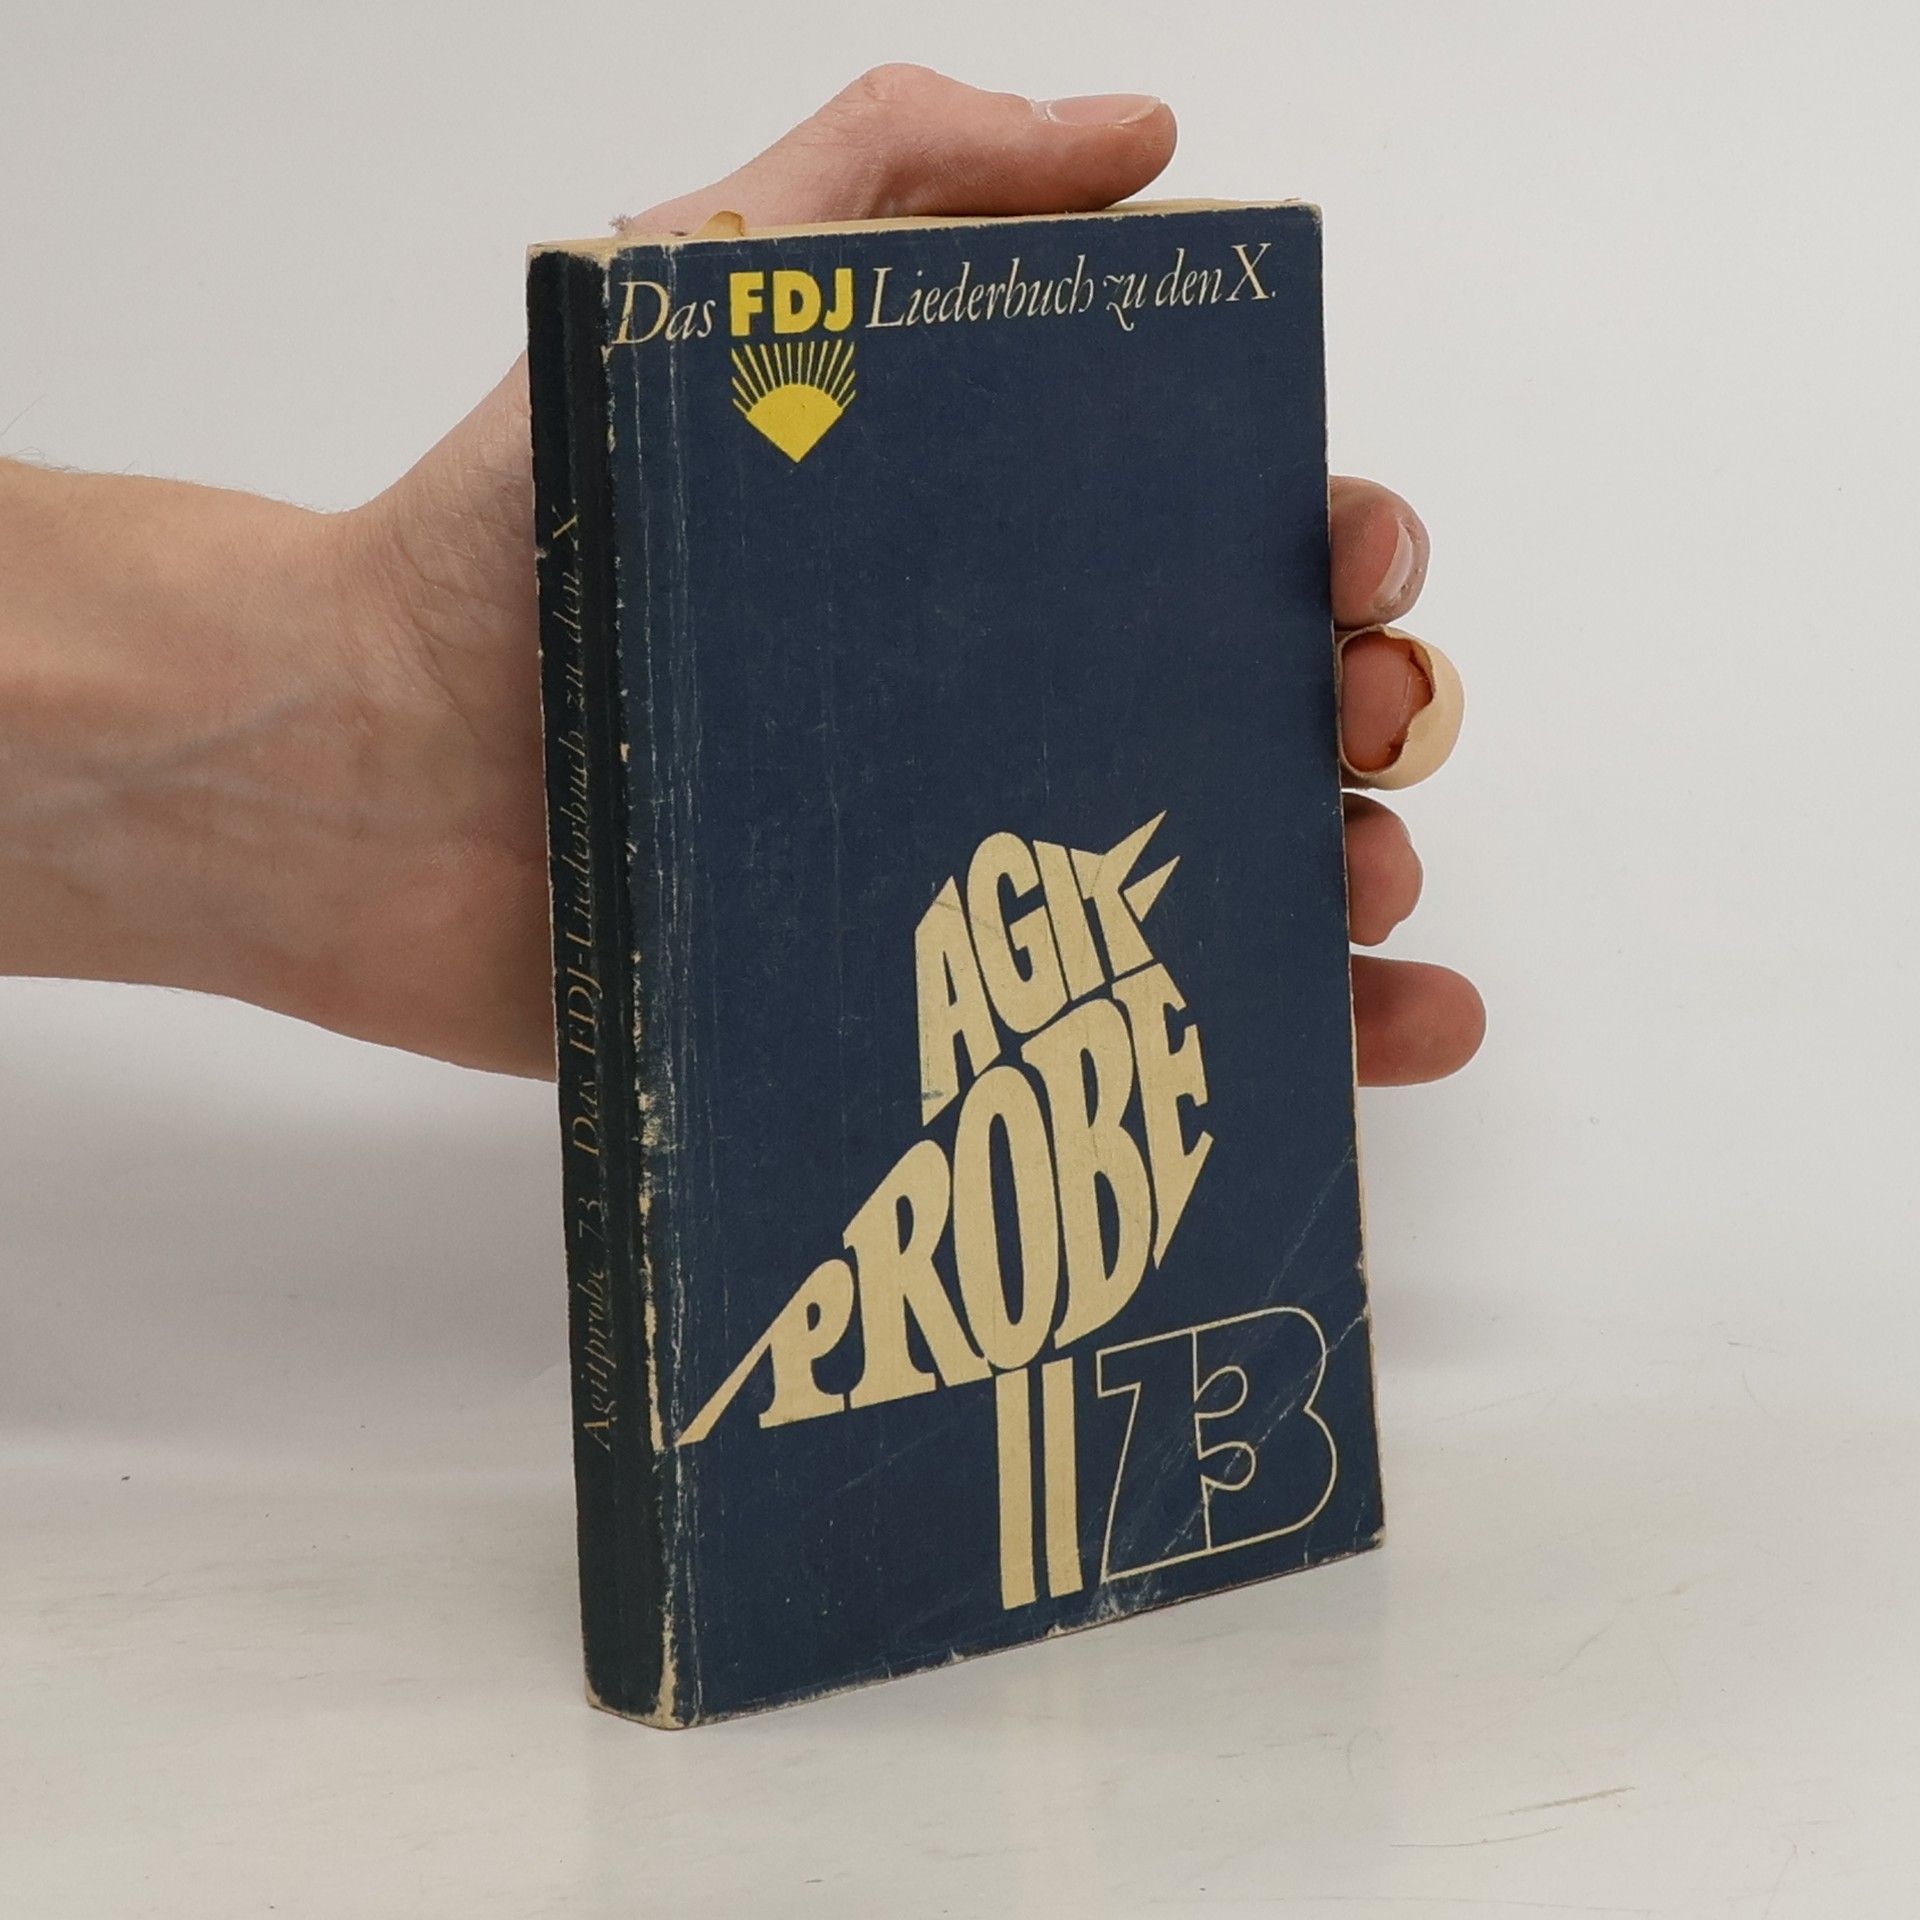 Das FDJ Liederbuch zu den X.
AGIT-
PROBE
73
Agitprobe 73 Das FDJ-Liederbuch zu den X